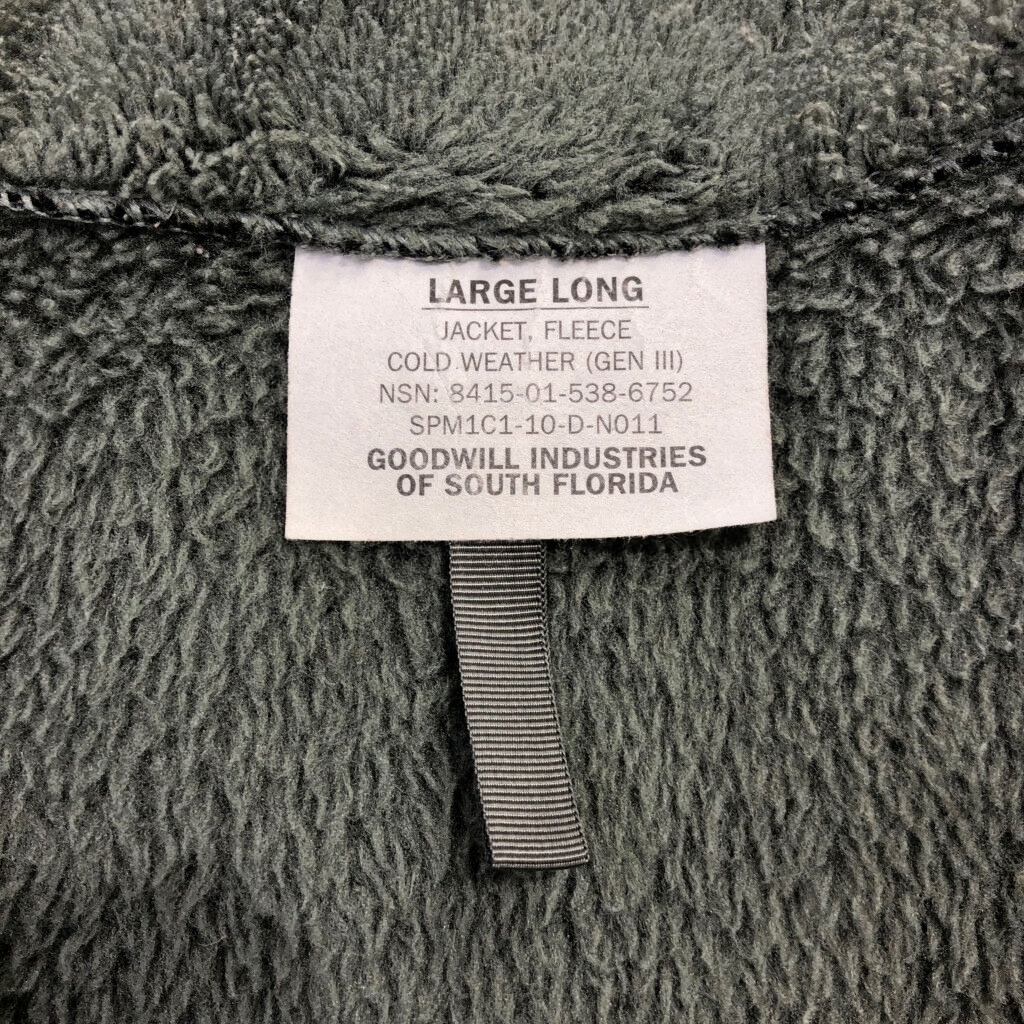 LARGE LONG
JACKET, FLEECE
COLD WEATHER (GEN III)
NSN: 8415-01-538-6752
SPM1C1-10-D-N011
GOODWILL INDUSTRIES
OF SOUTH FLORIDA